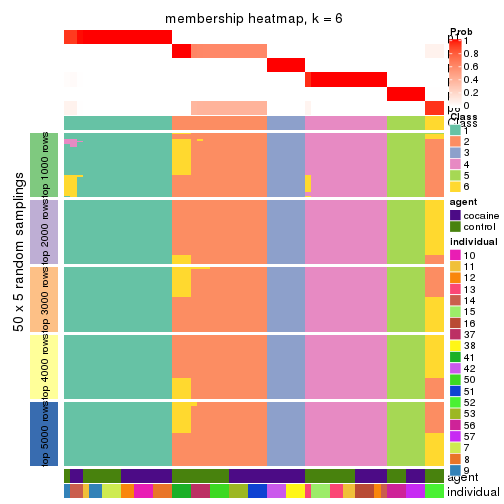 membership heatmap, k = 6
50 x 5 random samplings
top 1000 rows
top 2000 rows
top 3000 rows
top 4000 rows
top 5000 rows
Prob
1
0.8
0.6
0.4
0.2
0
Class
Class
1
2
3
4
5
6
agent
cocaine
control
individual
10
11
12
13
14
15
16
37
38
41
42
50
51
52
53
56
57
7
8
9
agent
individual